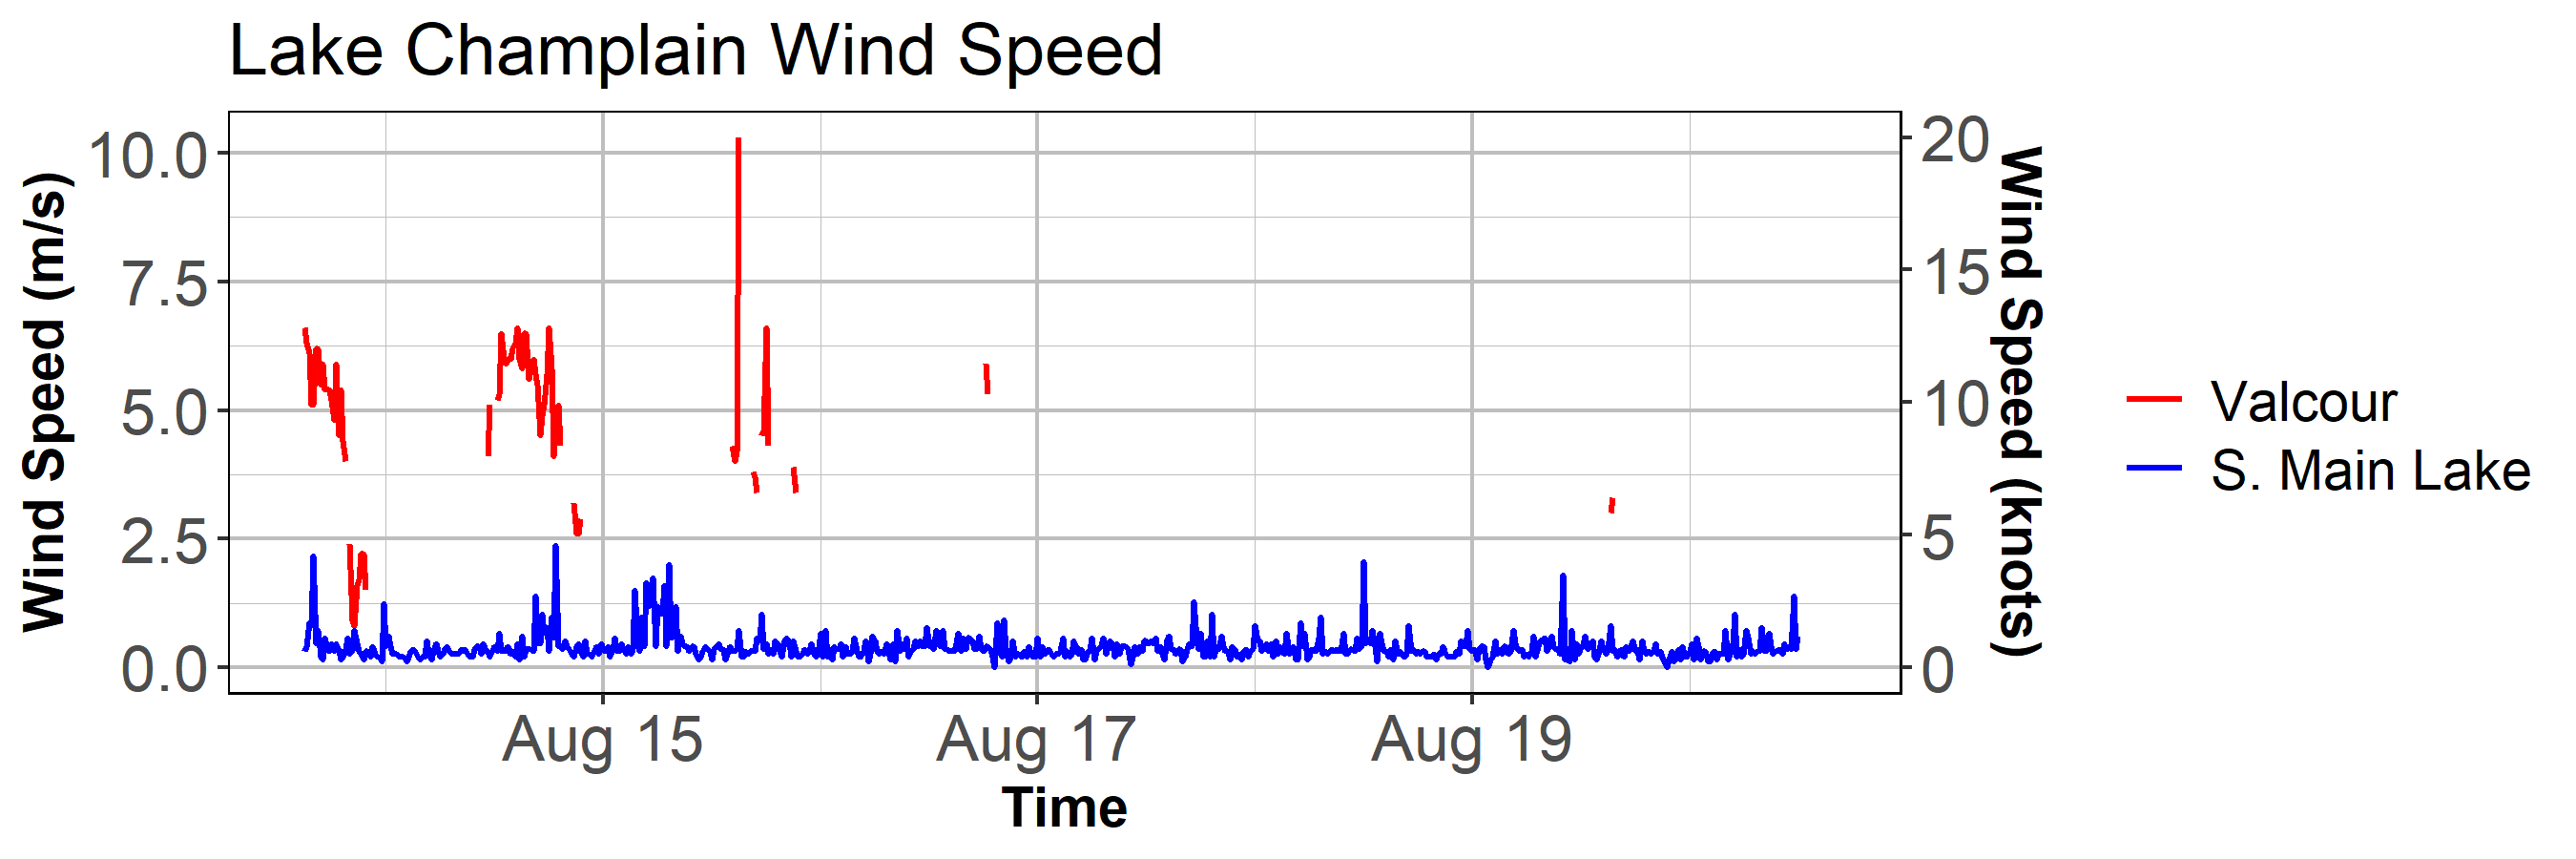 Lake Champlain Wind Speed
Wind Speed (m/s)
10.0
7.5
5.0
2.5
0.0
20
15
10
5
0
Wind Speed (knots)
Aug 15
Aug 17
Aug 19
Time
Valcour
S. Main Lake